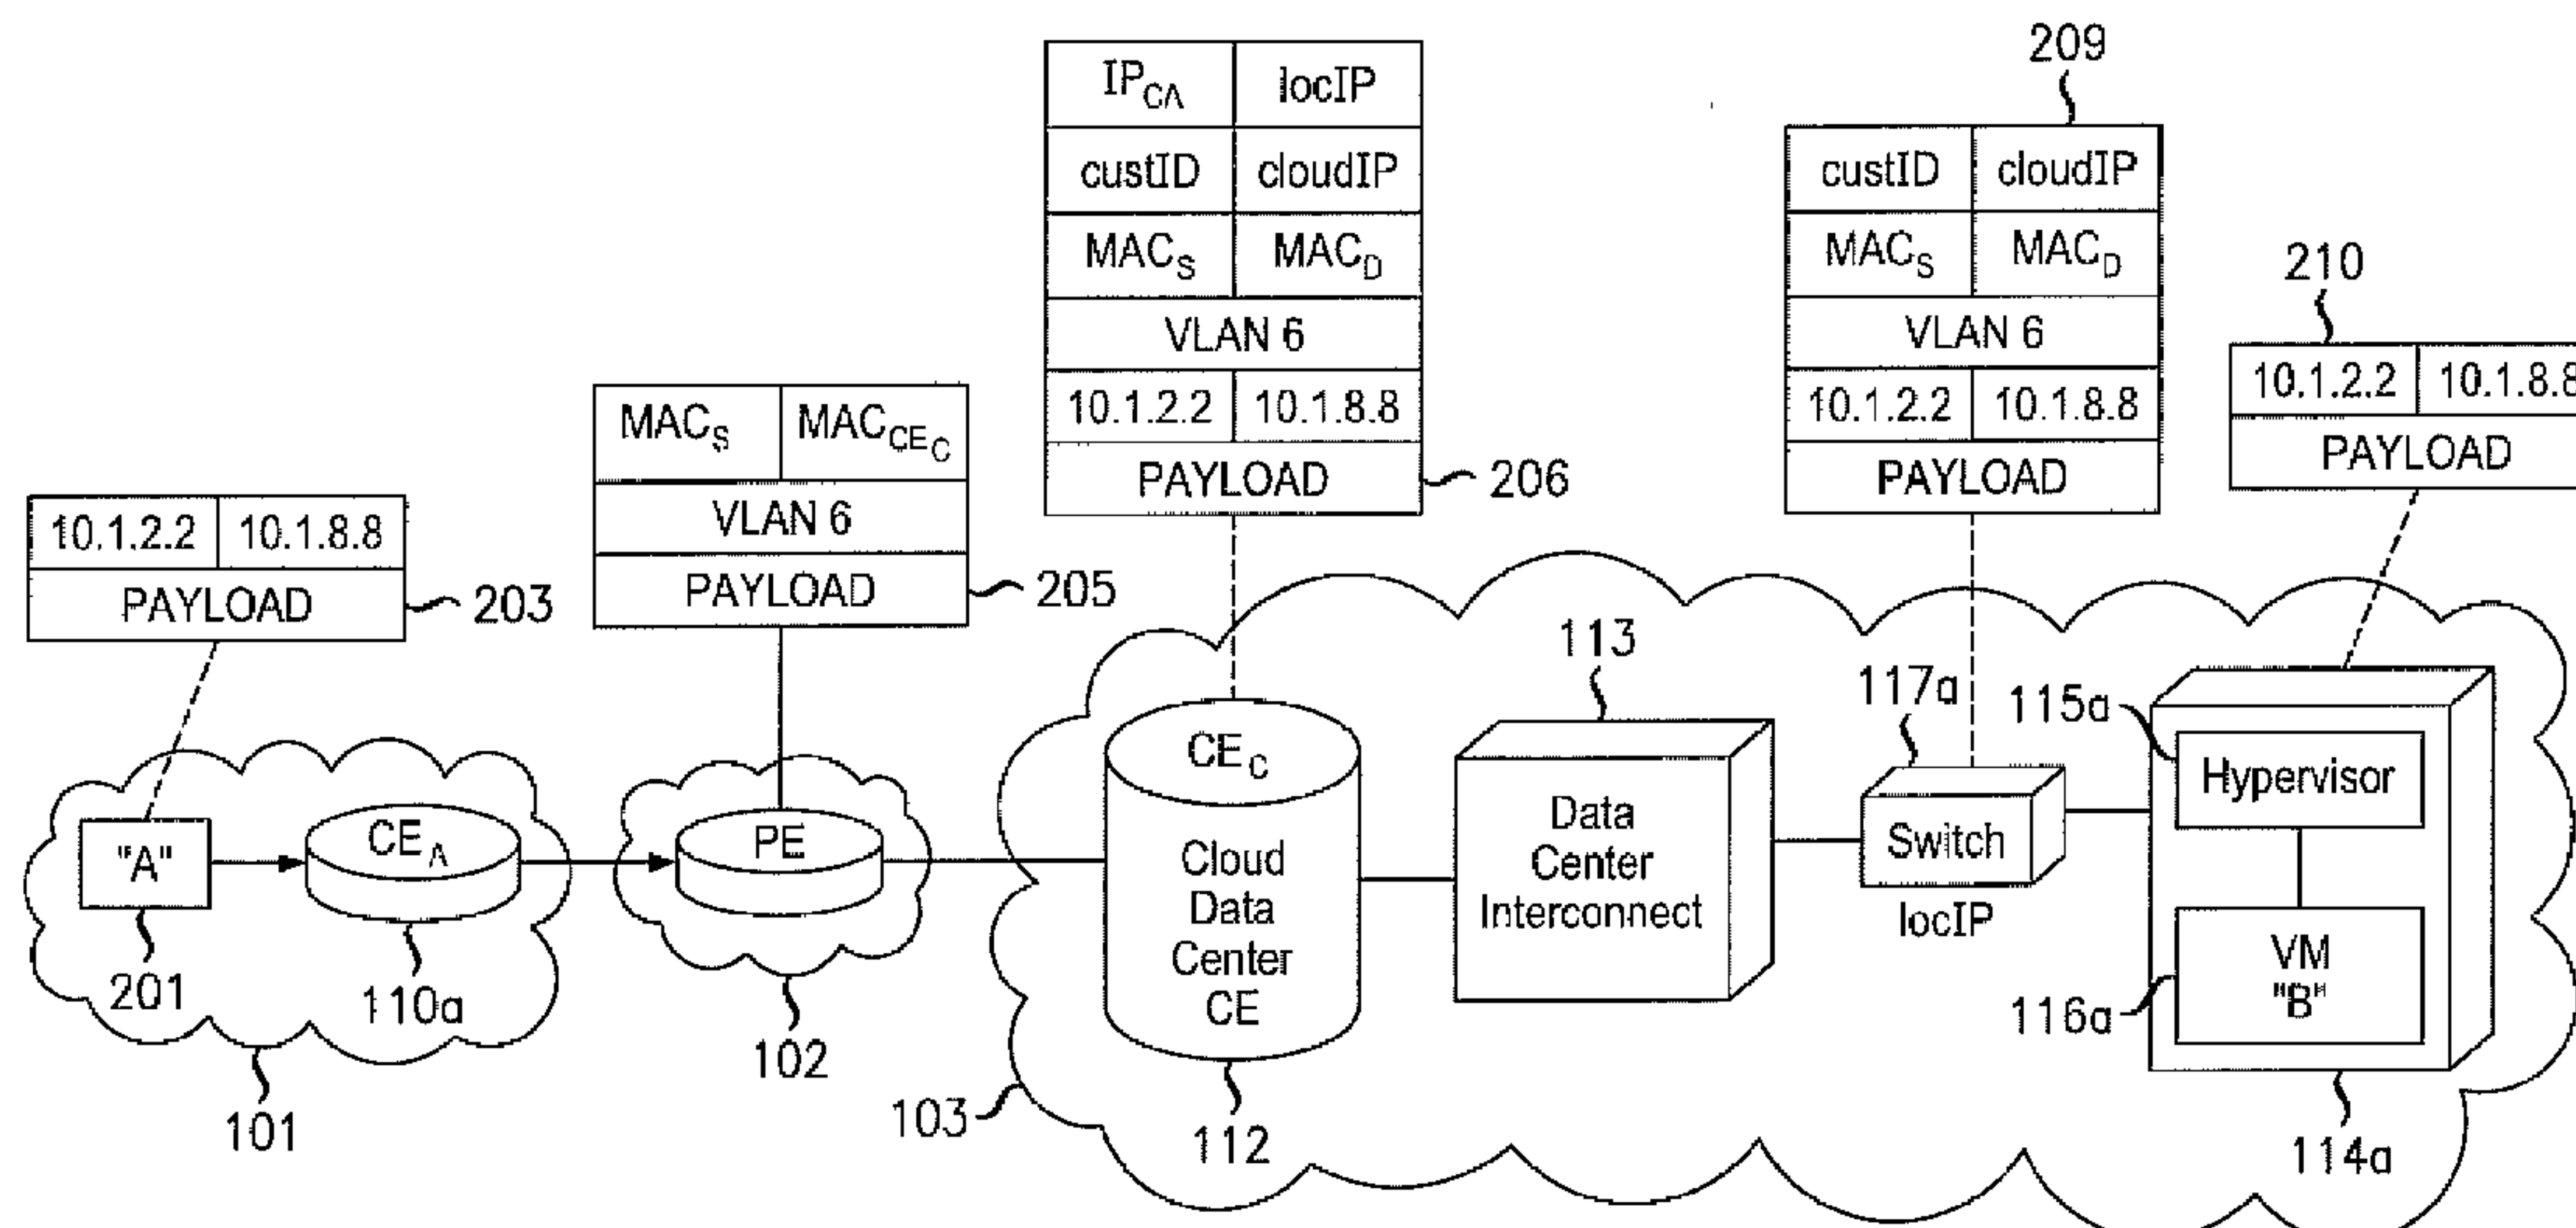 209
IP_CA locIP
custID cloudIP
MAC_S MAC_D
VLAN 6
10.1.2.2 10.1.8.8
PAYLOAD
206
custID cloudIP
MAC_S MAC_D
VLAN 6
10.1.2.2 10.1.8.8
PAYLOAD
210
10.1.2.2 10.1.8.8
PAYLOAD
MAC_S MAC_CE_C
VLAN 6
PAYLOAD
205
10.1.2.2 10.1.8.8
PAYLOAD
203
"A"
201
CE_A
110a
101
PE
102
103
CE_C
Cloud
Data
Center
CE
112
113
Data
Center
Interconnect
117a
Switch
locIP
115a
Hypervisor
116a
VM
"B"
114a